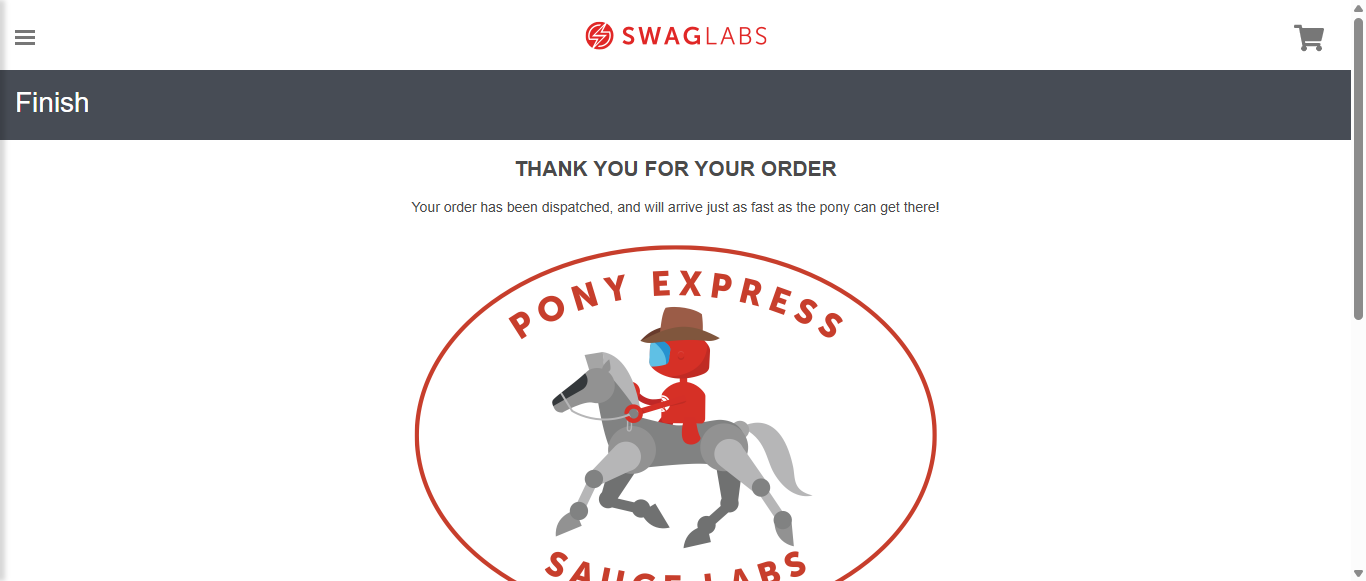 SWAGLABS
Finish
THANK YOU FOR YOUR ORDER
Your order has been dispatched, and will arrive just as fast as the pony can get there!
PONY EXPRESS
SAUCE LABS